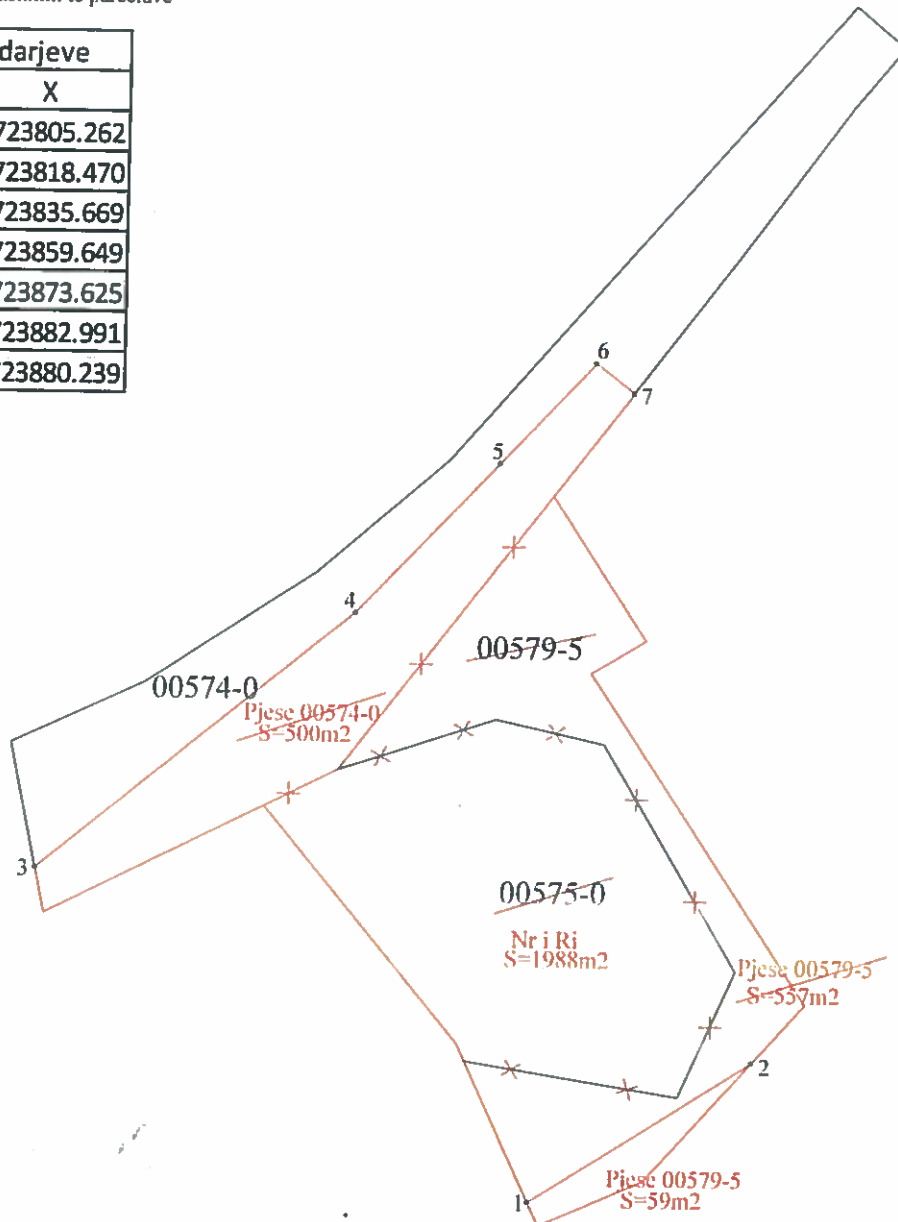 darjeve
X
723805.262
723818.470
723835.669
723859.649
723873.625
723882.991
723880.239
6
7
5
4
00579-5
00574-0
Pjese 00574-0
S=500m2
3
00575-0
Nr i Ri
S=1988m2
Pjese 00579-5
S=557m2
2
Pjese 00579-5
S=59m2
1